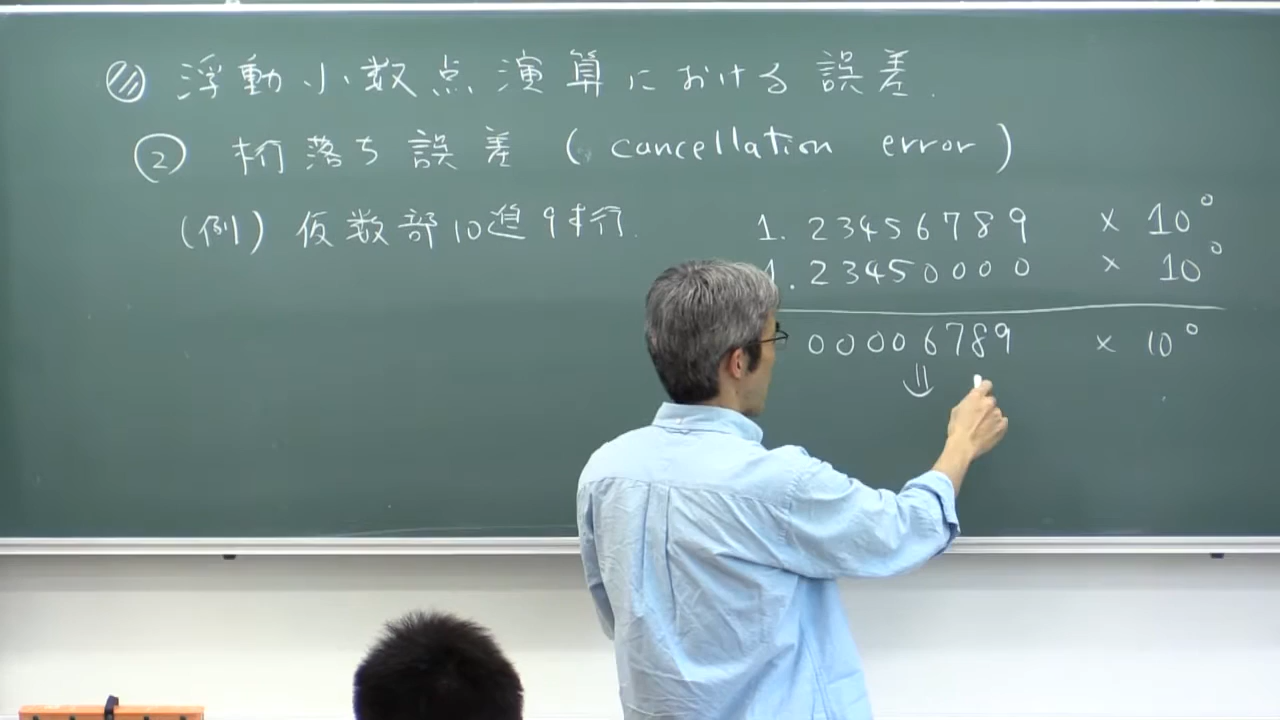 浮動小数点演算における誤差.
② 桁落ち誤差 (cancellation error)
(例) 仮数部10進9桁.
1.23456789 × 10⁰
1.23450000 × 10⁰
00006789 × 10⁰